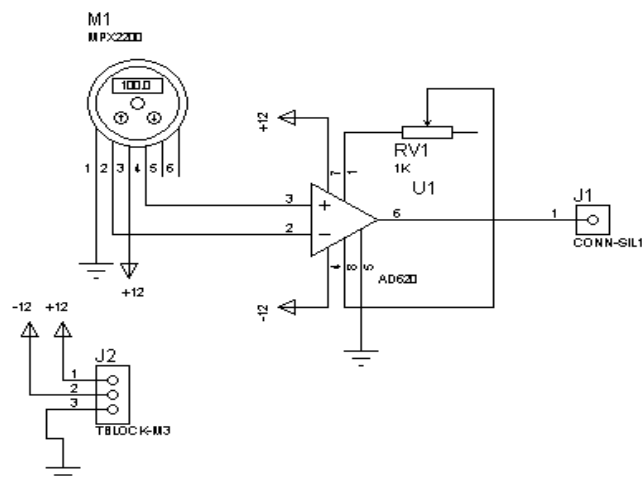 M1
MPX2200
100.0
1 2 3 4 5 6
+12
7 1
RV1
1K
U1
3
2
6
J1
1
CONN-SIL1
4 8 5
AD620
+12
-12
-12 +12
J2
1
2
3
TBLOCK-M3